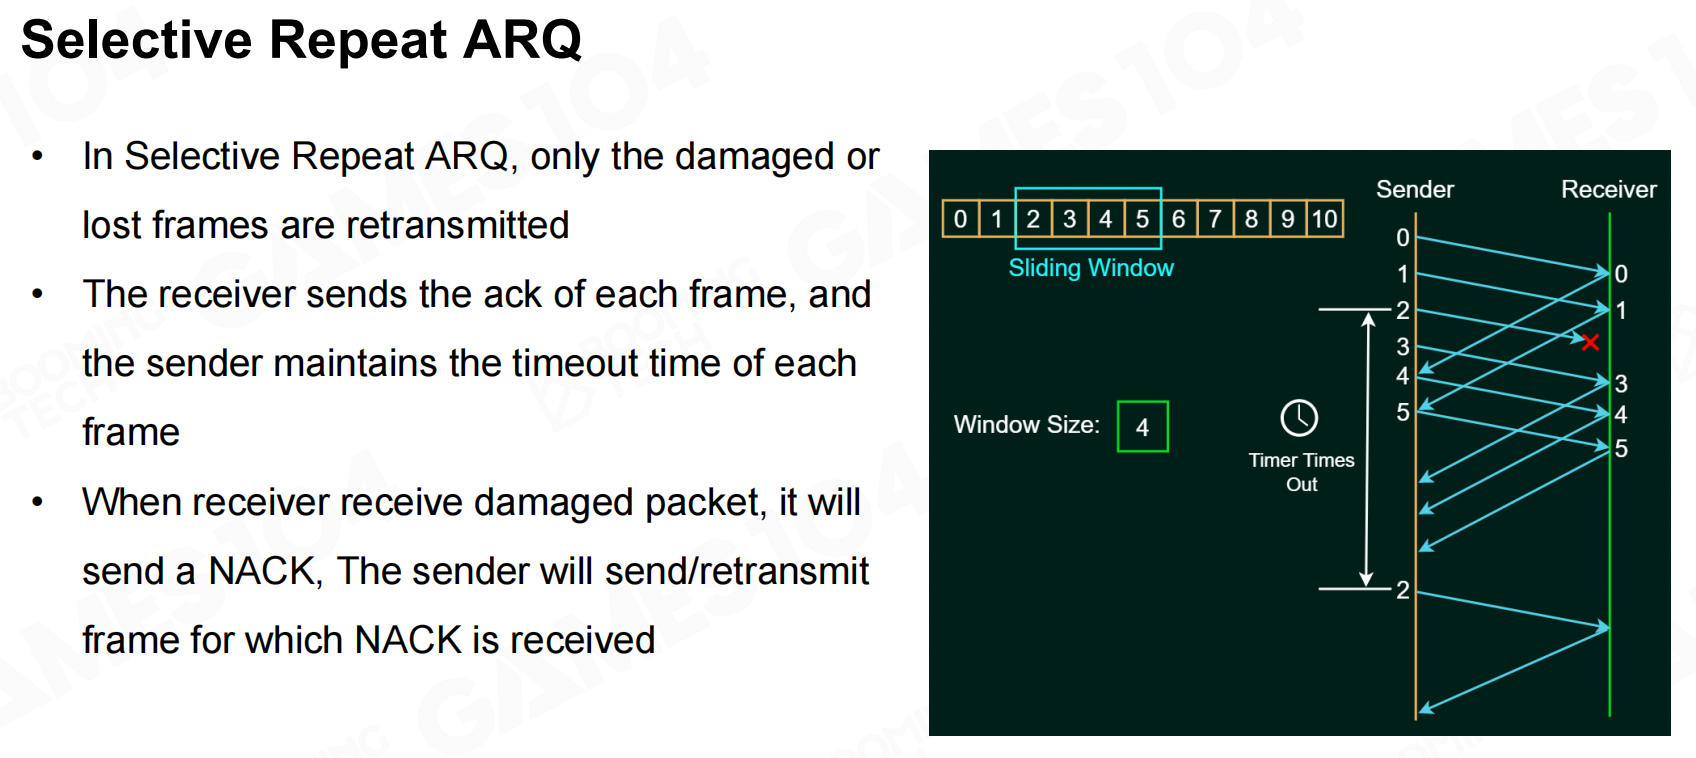 Selective Repeat ARQ
• In Selective Repeat ARQ, only the damaged or
lost frames are retransmitted
• The receiver sends the ack of each frame, and
the sender maintains the timeout time of each
frame
• When receiver receive damaged packet, it will
send a NACK, The sender will send/retransmit
frame for which NACK is received
0 1 2 3 4 5 6 7 8 9 10
Sliding Window
Window Size: 4
Timer Times
Out
Sender
0
1
2
3
4
5
2
Receiver
0
1
3
4
5
GAMES104
BOOMING
TECH